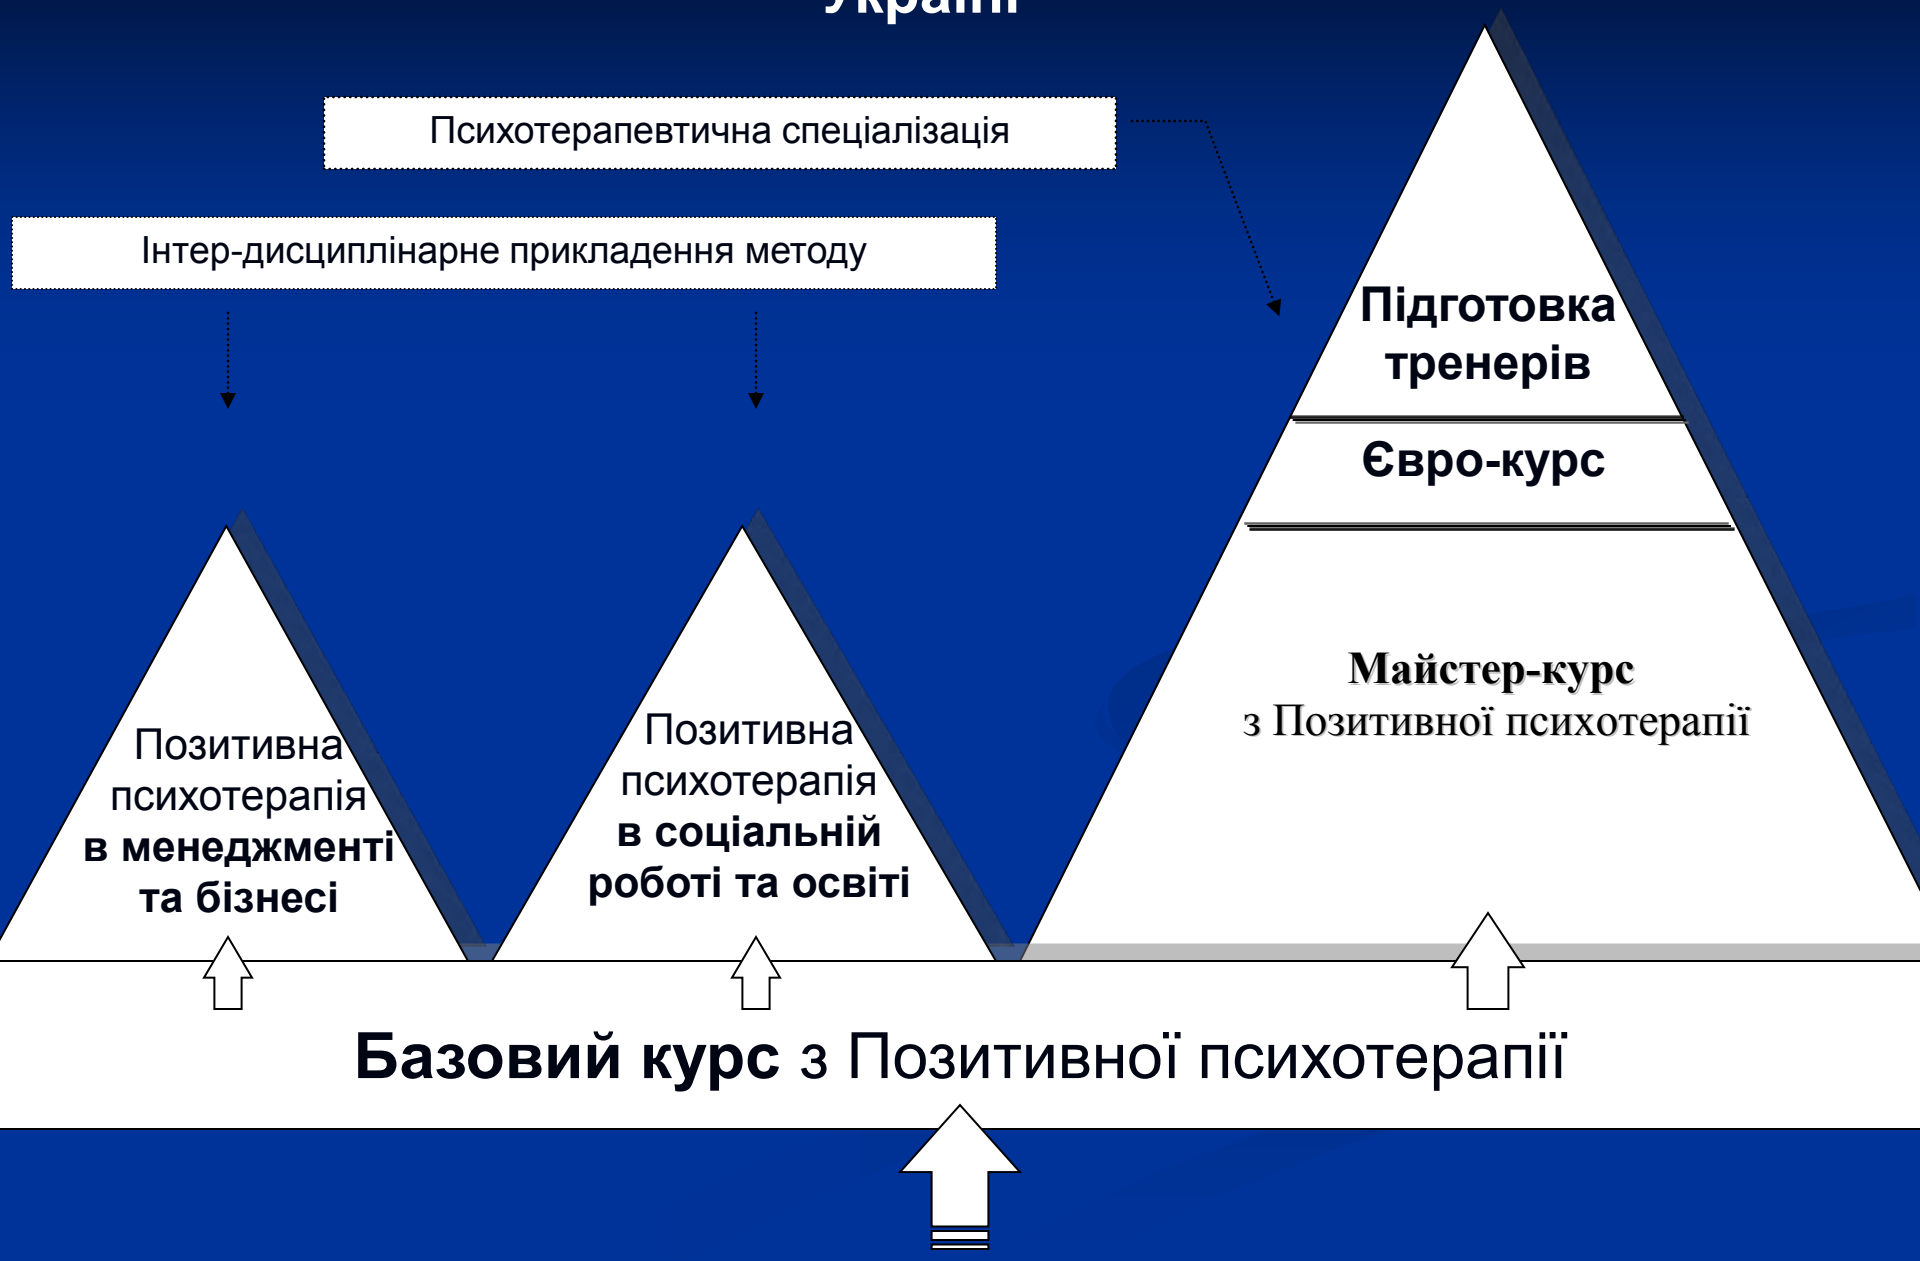 Україні
Психотерапевтична спеціалізація
Інтер-дисциплінарне прикладення методу
Підготовка
тренерів
Євро-курс
Майстер-курс
з Позитивної психотерапії
Позитивна
психотерапія
в менеджменті
та бізнесі
Позитивна
психотерапія
в соціальній
роботі та освіті
Базовий курс з Позитивної психотерапії